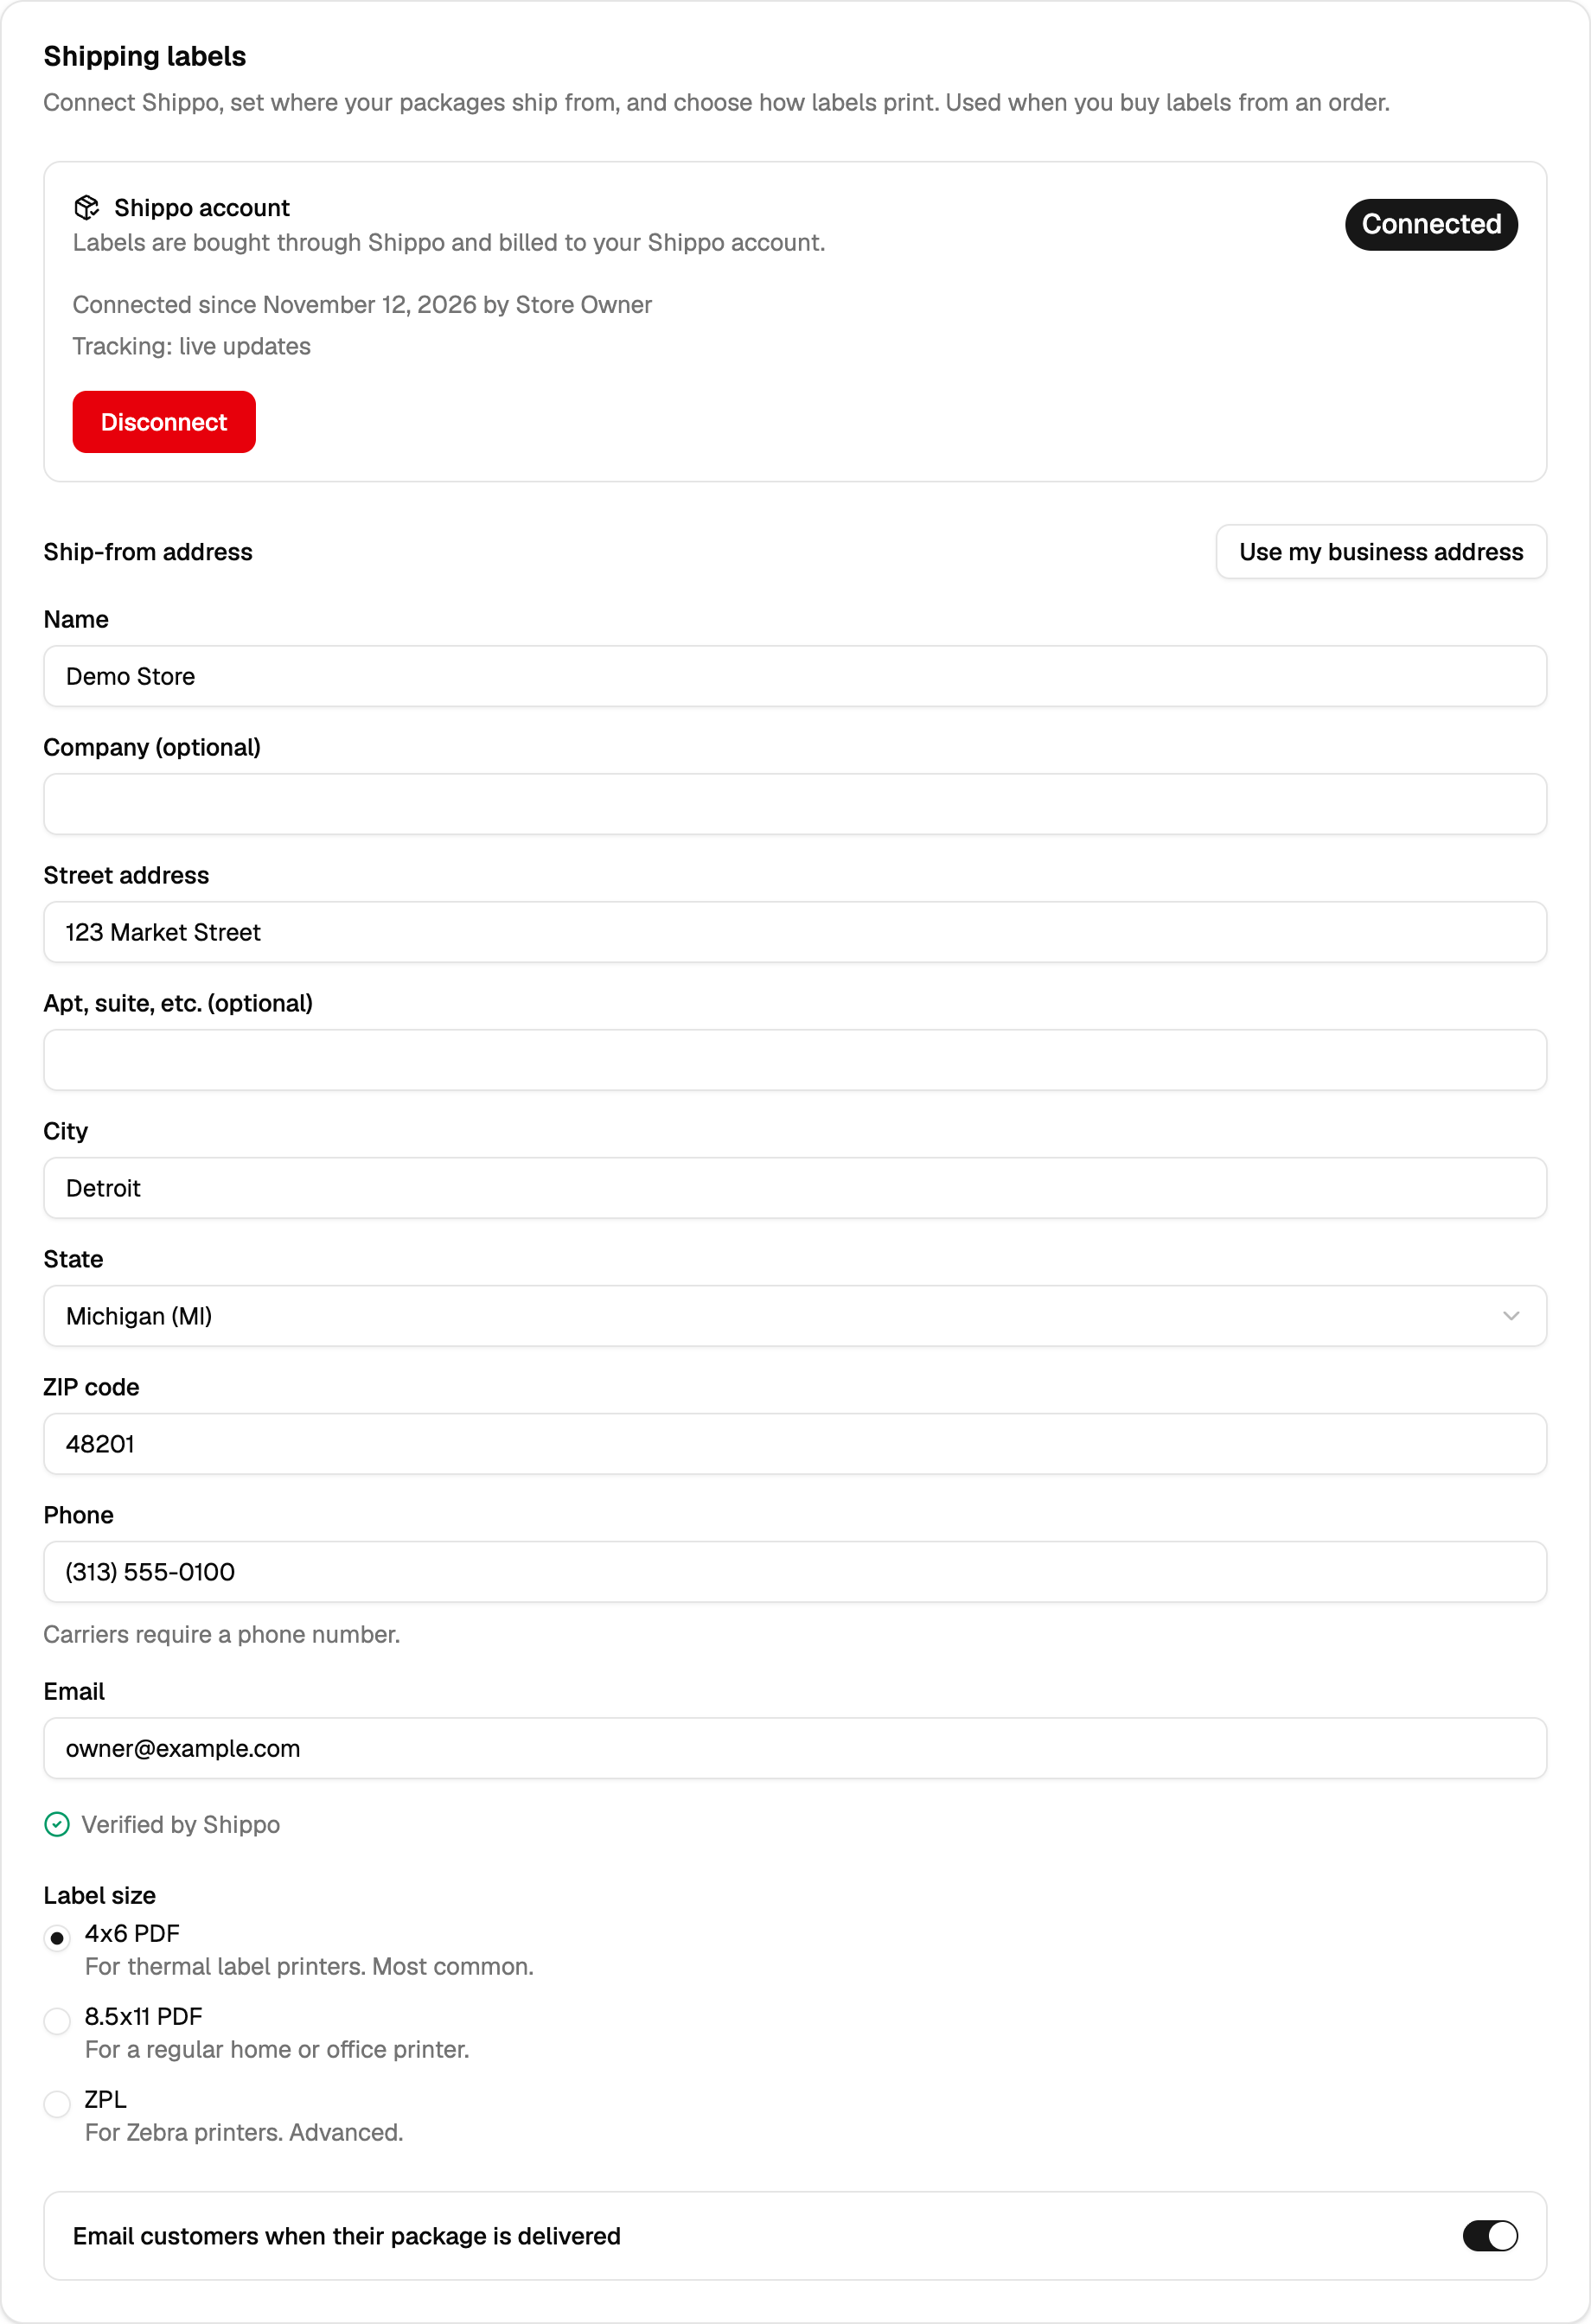 Shipping labels
Connect Shippo, set where your packages ship from, and choose how labels print. Used when you buy labels from an order.
Shippo account
Connected
Labels are bought through Shippo and billed to your Shippo account.
Connected since November 12, 2026 by Store Owner
Tracking: live updates
Disconnect
Ship-from address
Use my business address
Name
Demo Store
Company (optional)
Street address
123 Market Street
Apt, suite, etc. (optional)
City
Detroit
State
Michigan (MI)
ZIP code
48201
Phone
(313) 555-0100
Carriers require a phone number.
Email
owner@example.com
Verified by Shippo
Label size
4x6 PDF
For thermal label printers. Most common.
8.5x11 PDF
For a regular home or office printer.
ZPL
For Zebra printers. Advanced.
Email customers when their package is delivered